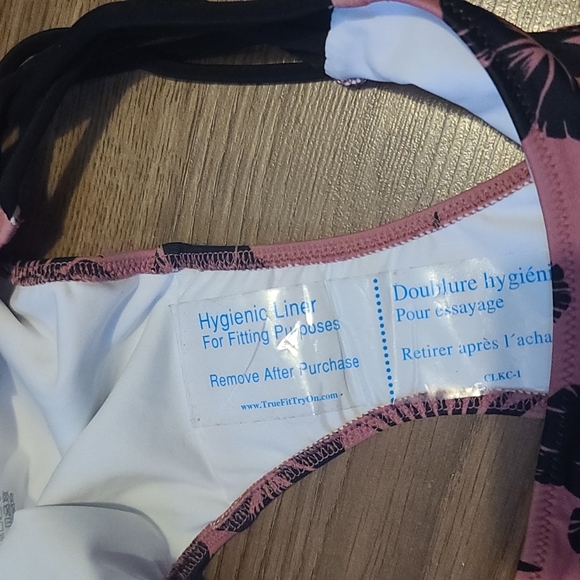 Hygienic Liner
For Fitting Purposes
Remove After Purchase
www.TrueFitTryOn.com
Doublure hygiéni
Pour essayage
Retirer après l´acha
CLKC-1